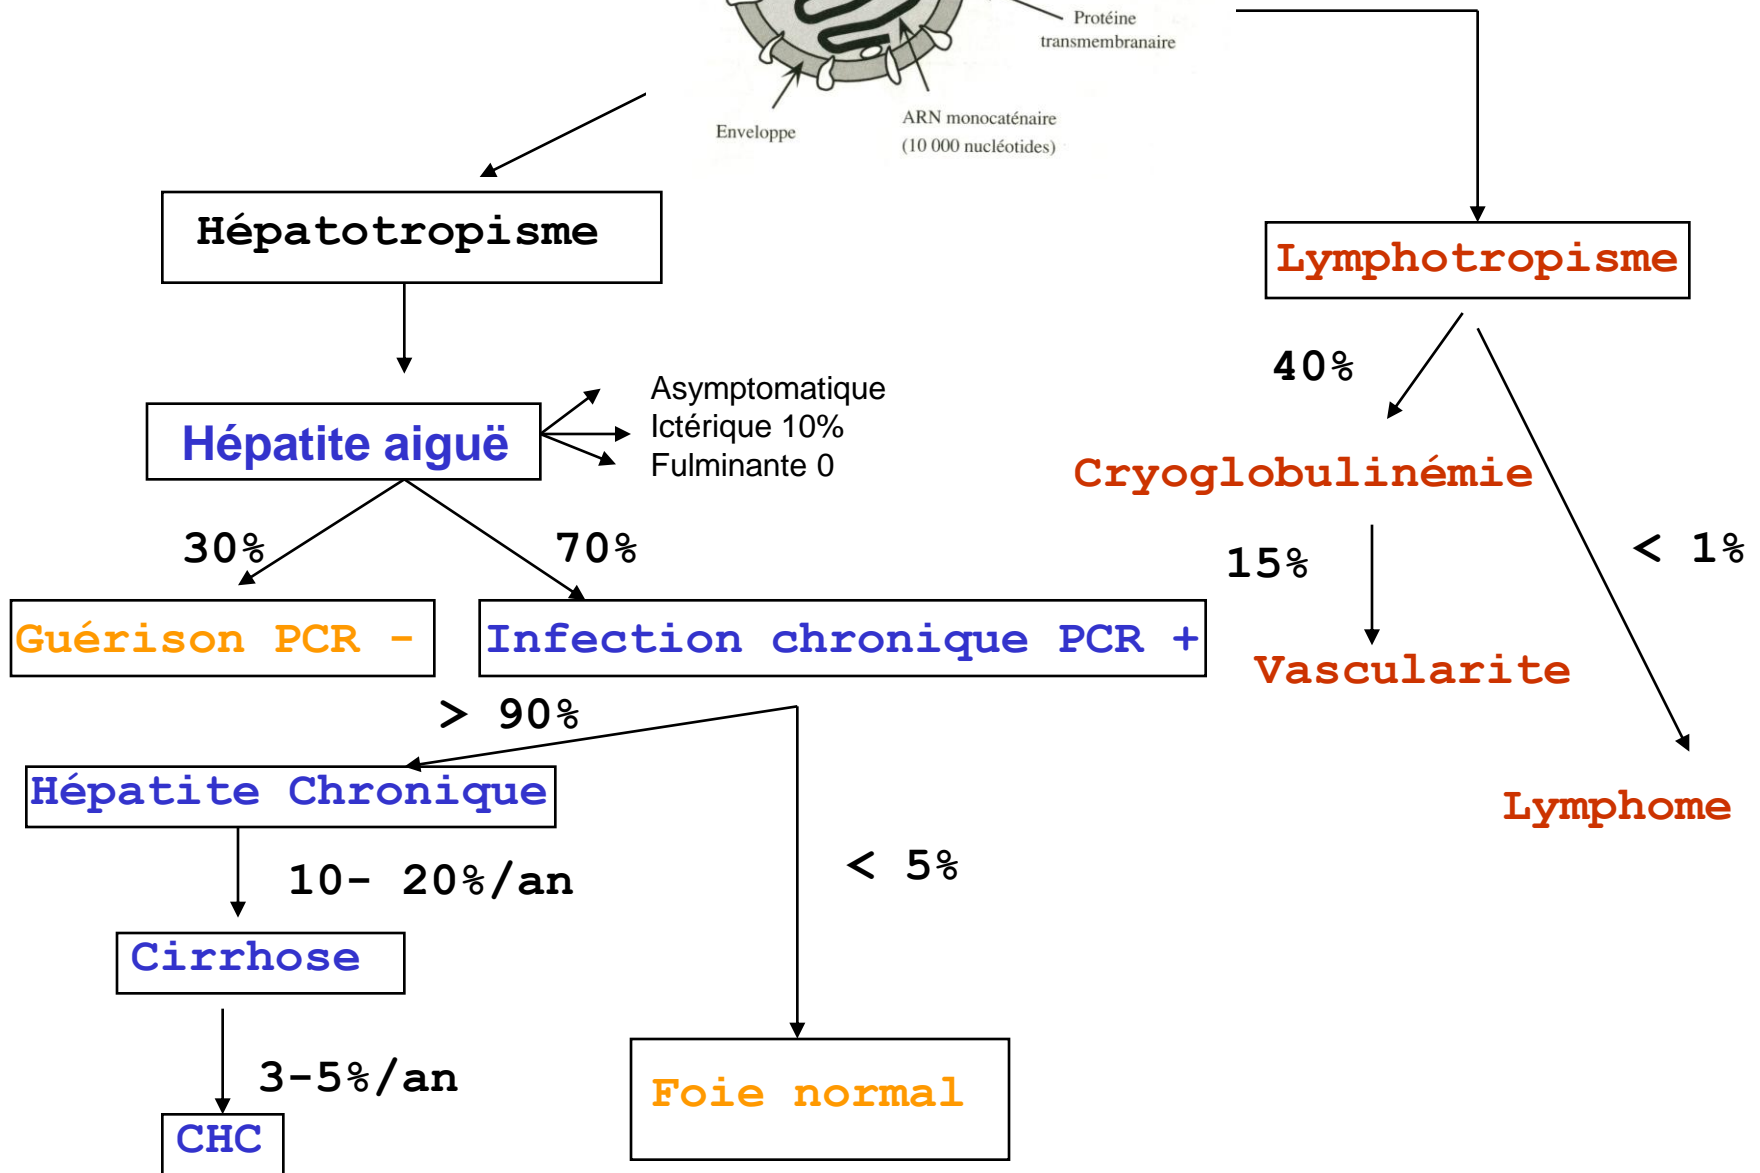 Protéine
transmembranaire
Enveloppe
ARN monocaténaire
(10 000 nucléotides)
Hépatotropisme
Lymphotropisme
40%
Asymptomatique
Ictérique 10%
Fulminante 0
Hépatite aiguë
Cryoglobulinémie
30%
70%
15%
< 1%
Guérison PCR -
Infection chronique PCR +
Vascularite
> 90%
Hépatite Chronique
Lymphome
10- 20%/an
< 5%
Cirrhose
3-5%/an
Foie normal
CHC